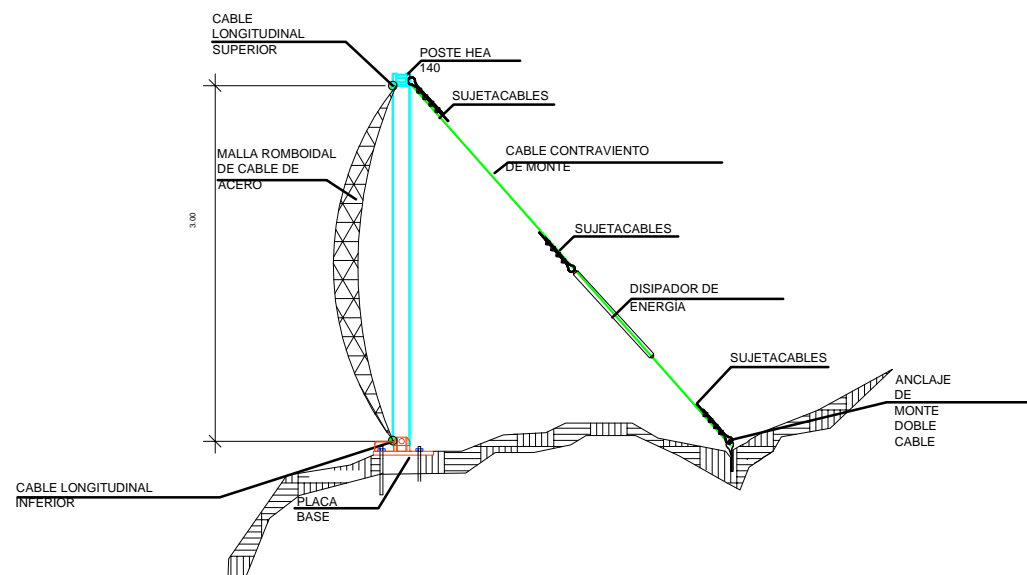 CABLE
LONGITUDINAL
SUPERIOR
POSTE HEA
140
SUJETACABLES
MALLA ROMBOIDAL
DE CABLE DE
ACERO
CABLE CONTRAVIENTO
DE MONTE
3.00
SUJETACABLES
DISIPADOR DE
ENERGÍA
SUJETACABLES
ANCLAJE
DE
MONTE
DOBLE
CABLE
CABLE LONGITUDINAL
INFERIOR
PLACA
BASE